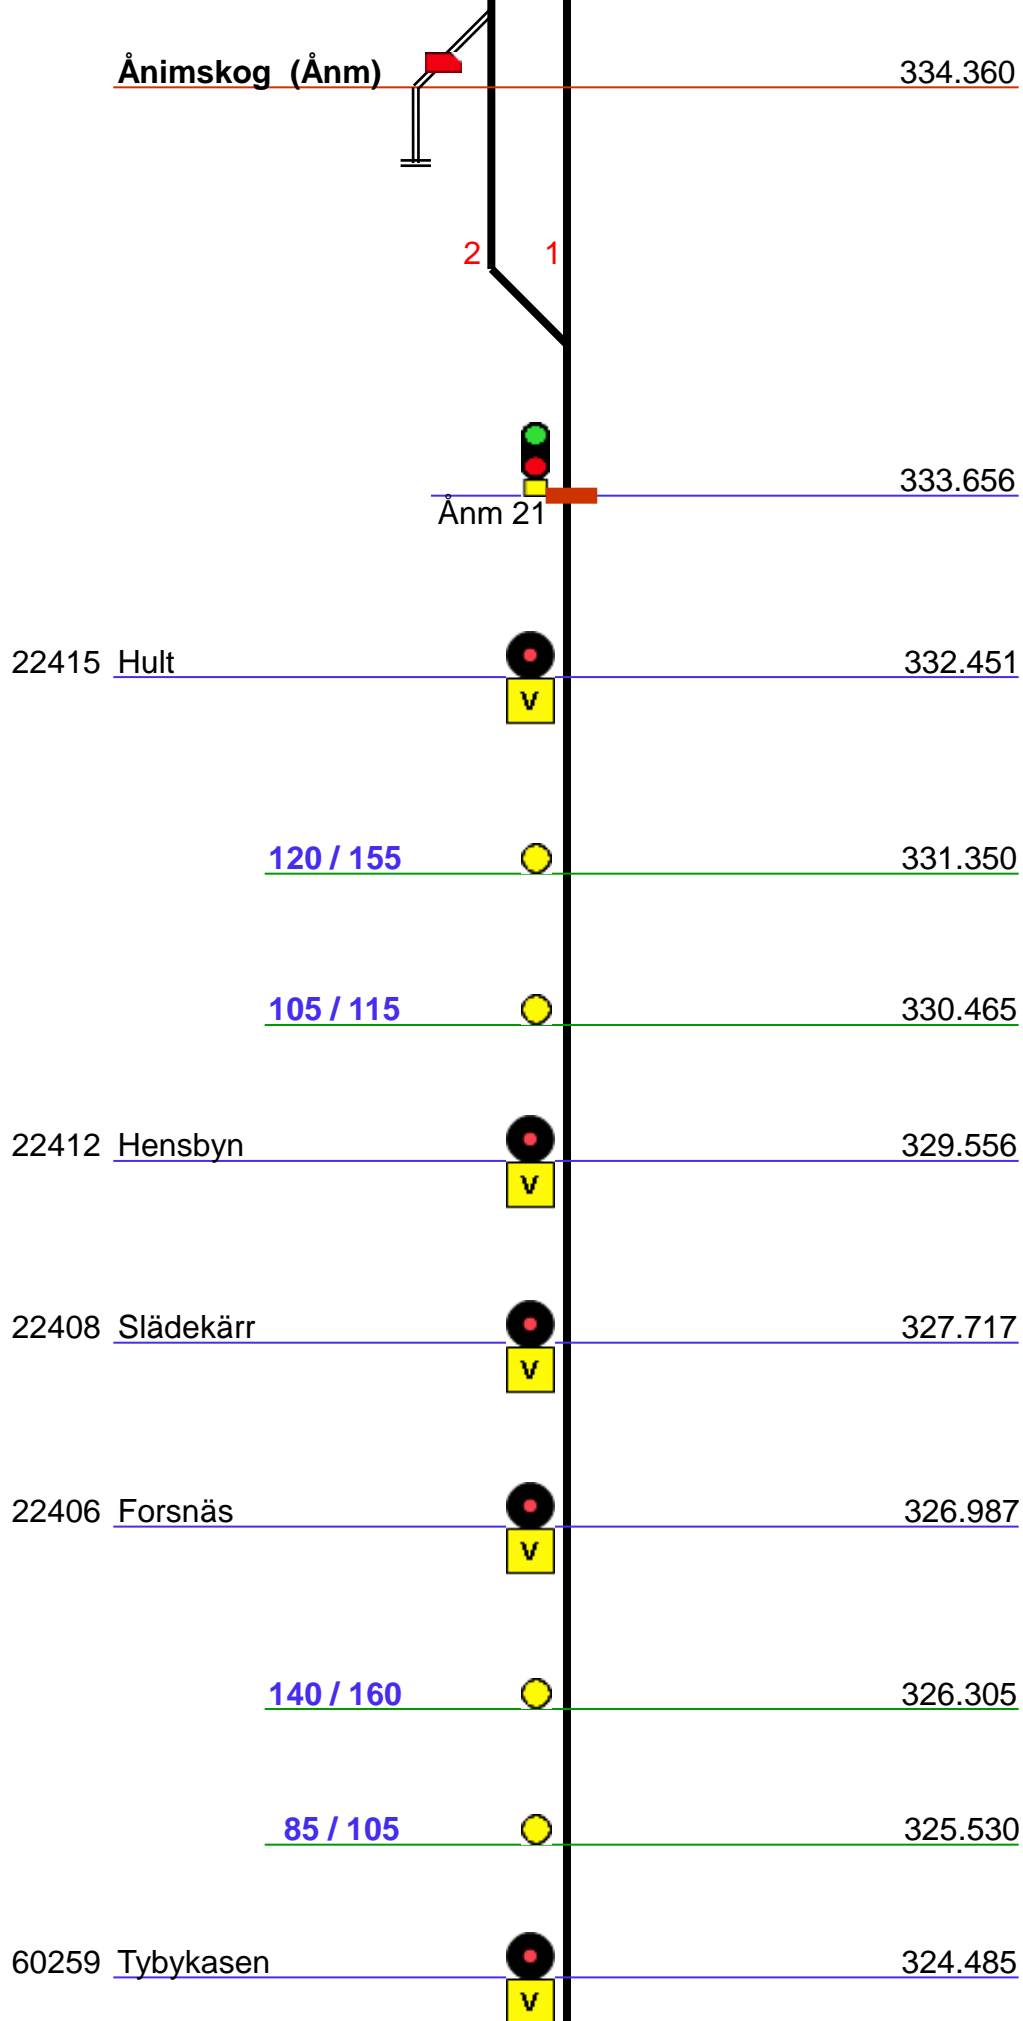 Ånimskog (Ånm) 334.360
2 1
333.656
Ånm 21
22415 Hult 332.451
V
120 / 155 331.350
105 / 115 330.465
22412 Hensbyn 329.556
V
22408 Slädekärr 327.717
V
22406 Forsnäs 326.987
V
140 / 160 326.305
85 / 105 325.530
60259 Tybykasen 324.485
V